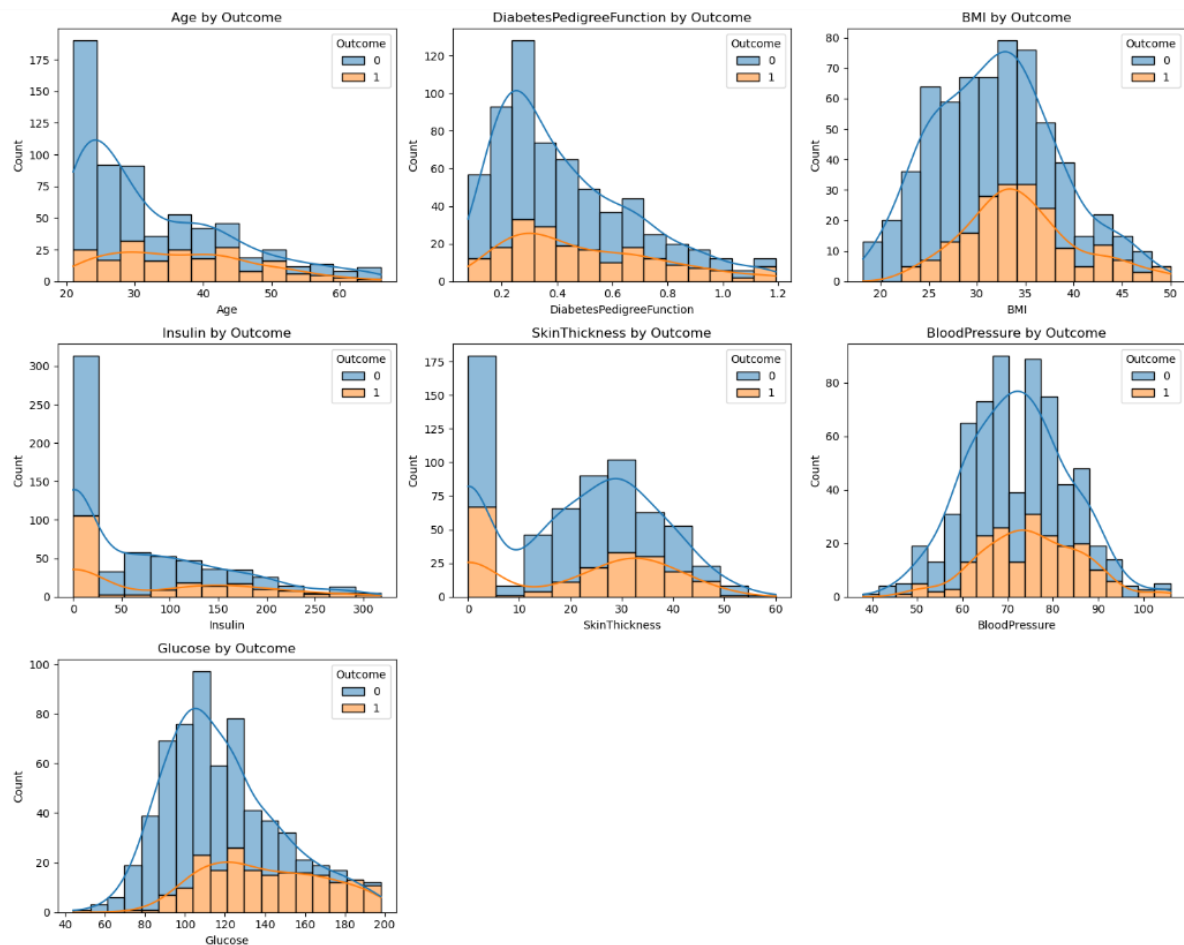 Age by Outcome
Outcome
0
1
175
150
125
100
75
50
25
0
Count
20 30 40 50 60
Age
DiabetesPedigreeFunction by Outcome
Outcome
0
1
120
100
80
60
40
20
0
Count
0.2 0.4 0.6 0.8 1.0 1.2
DiabetesPedigreeFunction
BMI by Outcome
Outcome
0
1
80
70
60
50
40
30
20
10
0
Count
20 25 30 35 40 45 50
BMI
Insulin by Outcome
Outcome
0
1
300
250
200
150
100
50
0
Count
0 50 100 150 200 250 300
Insulin
SkinThickness by Outcome
Outcome
0
1
175
150
125
100
75
50
25
0
Count
0 10 20 30 40 50 60
SkinThickness
BloodPressure by Outcome
Outcome
0
1
80
60
40
20
0
Count
40 50 60 70 80 90 100
BloodPressure
Glucose by Outcome
Outcome
0
1
100
80
60
40
20
0
Count
40 60 80 100 120 140 160 180 200
Glucose